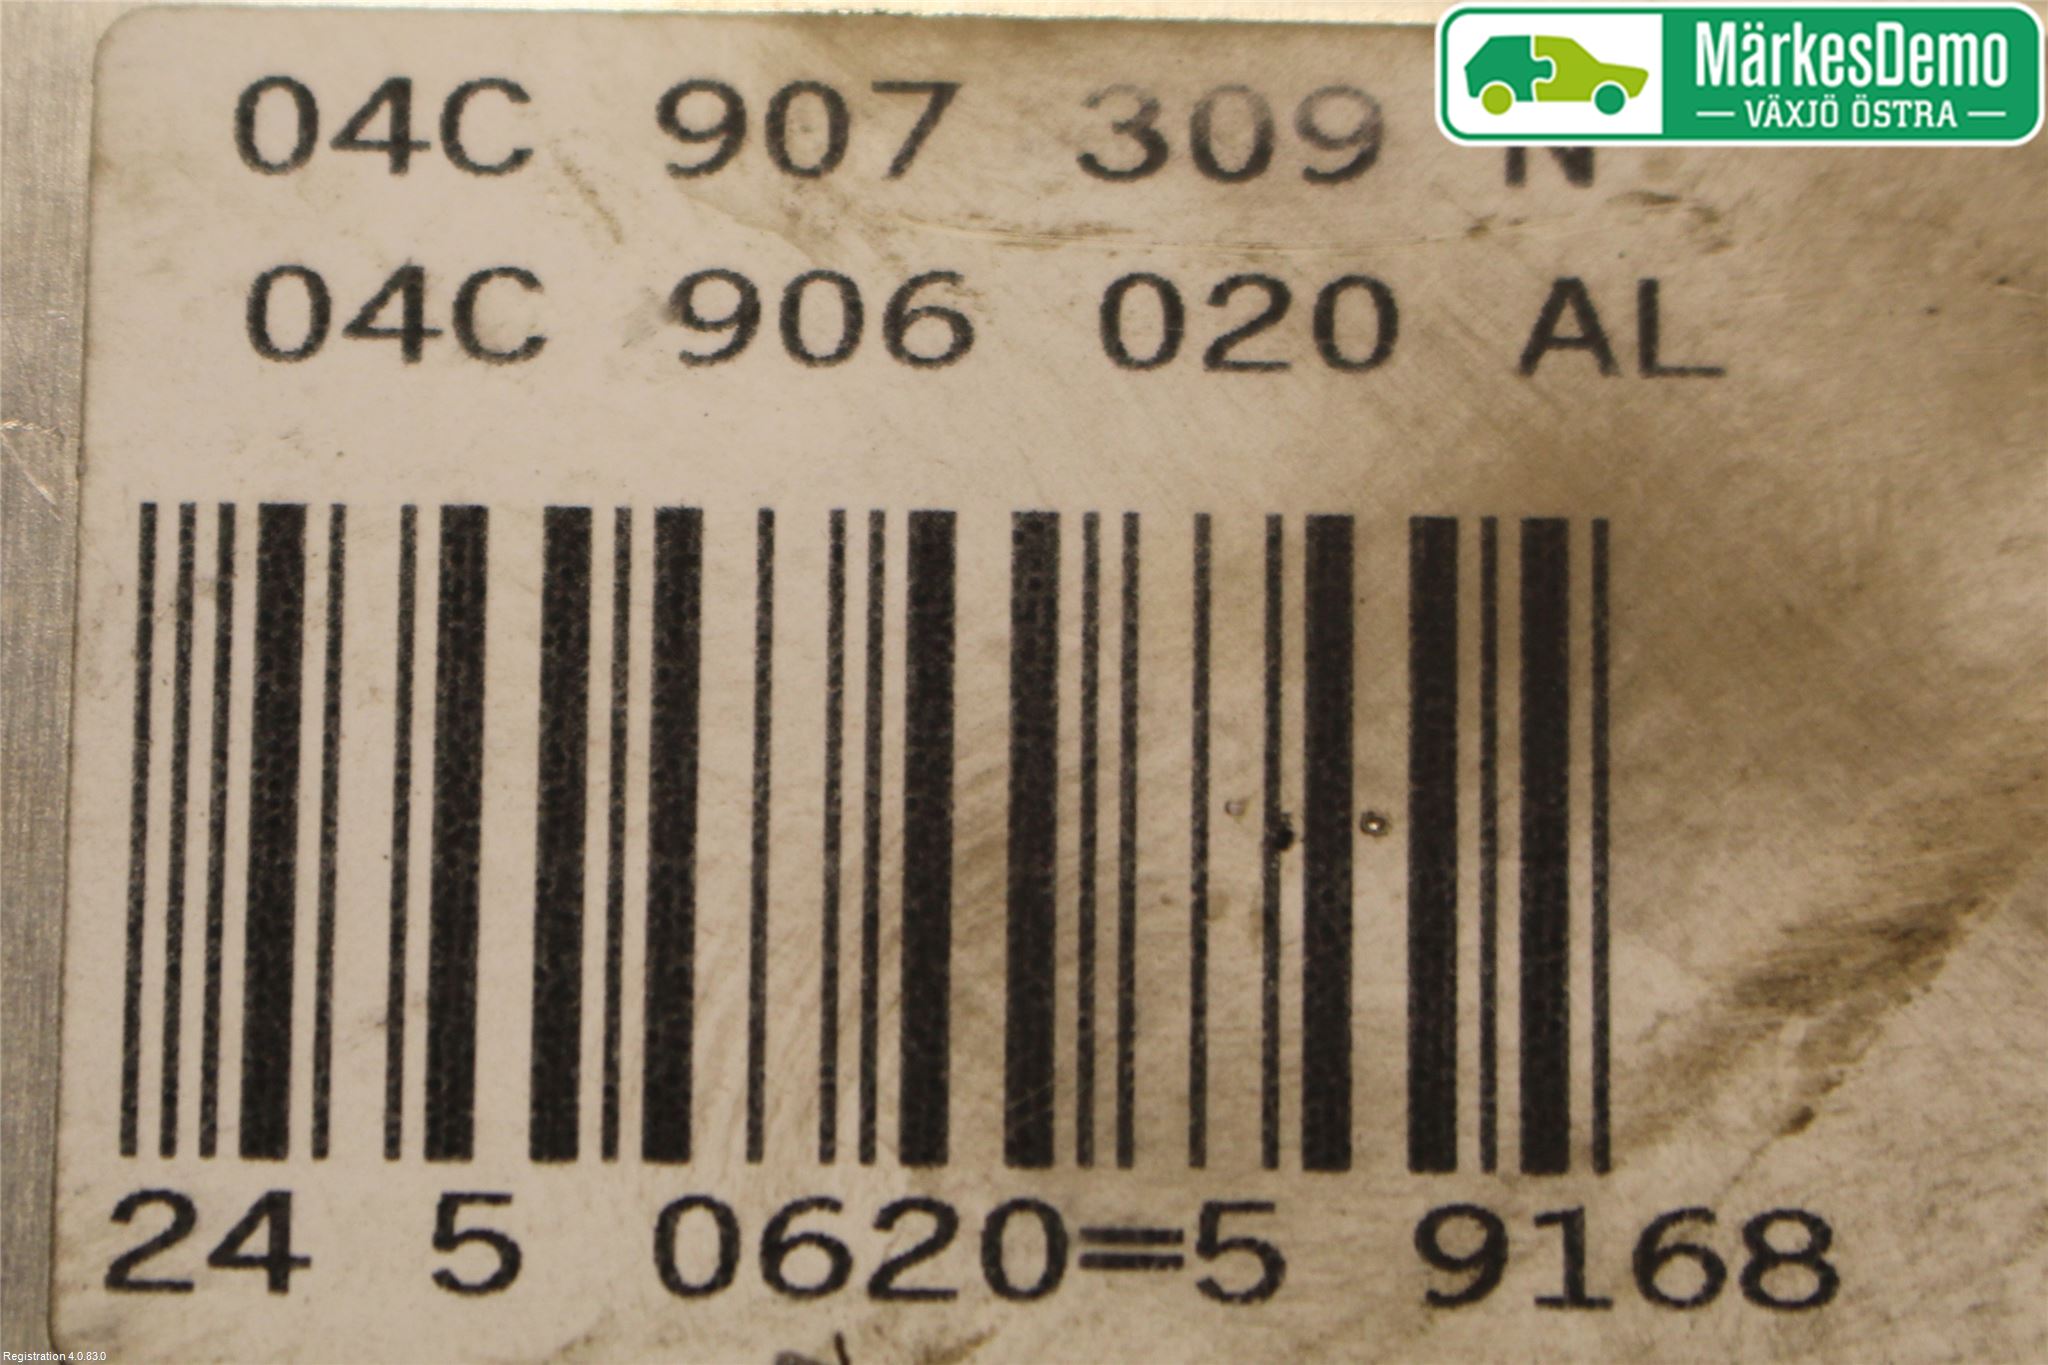 MärkesDemo
VÄXJÖ ÖSTRA
04C 907 309 N
04C 906 020 AL
24 5 0620=5 9168
Registration 4.0.83.0